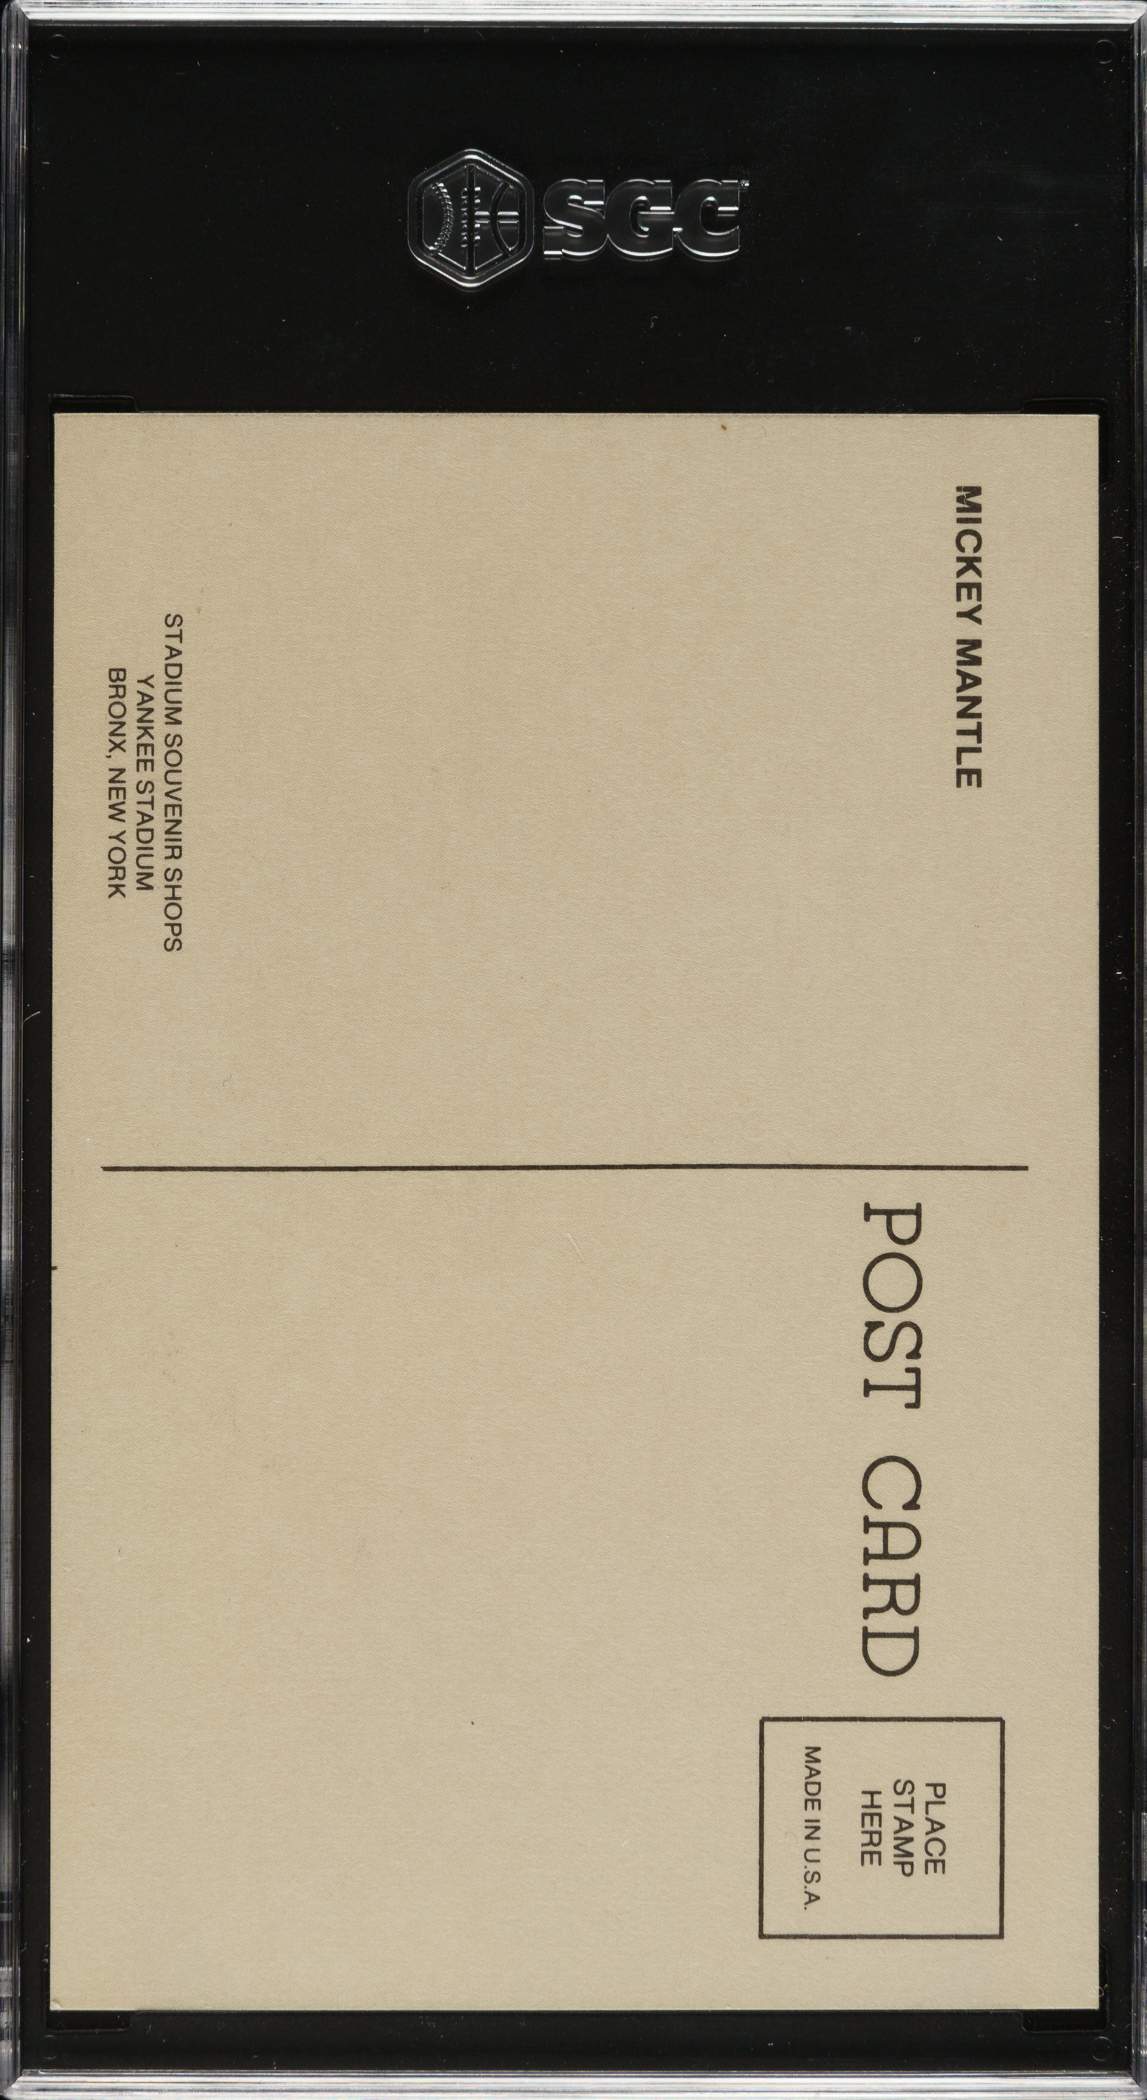 SGC
MICKEY MANTLE
STADIUM SOUVENIR SHOPS
YANKEE STADIUM
BRONX, NEW YORK
POST CARD
PLACE
STAMP
HERE
MADE IN U.S.A.